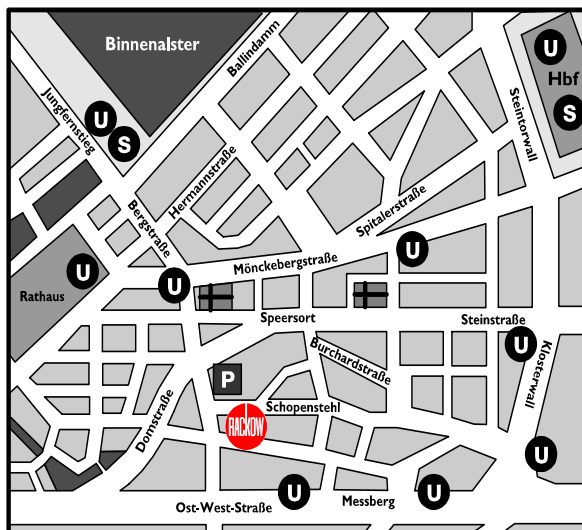 Binnenalster
Ballindamm
U
Hbf
S
Jungfernstieg
U
S
Steintorwall
Hermannstraße
Bergstraße
Spitalerstraße
U
Mönckebergstraße
U
U
Rathaus
Speersort
Steinstraße
U
Klosterwall
Burchardstraße
P
Domstraße
Schopenstehl
RACKOW
U
U
U
Messberg
Ost-West-Straße